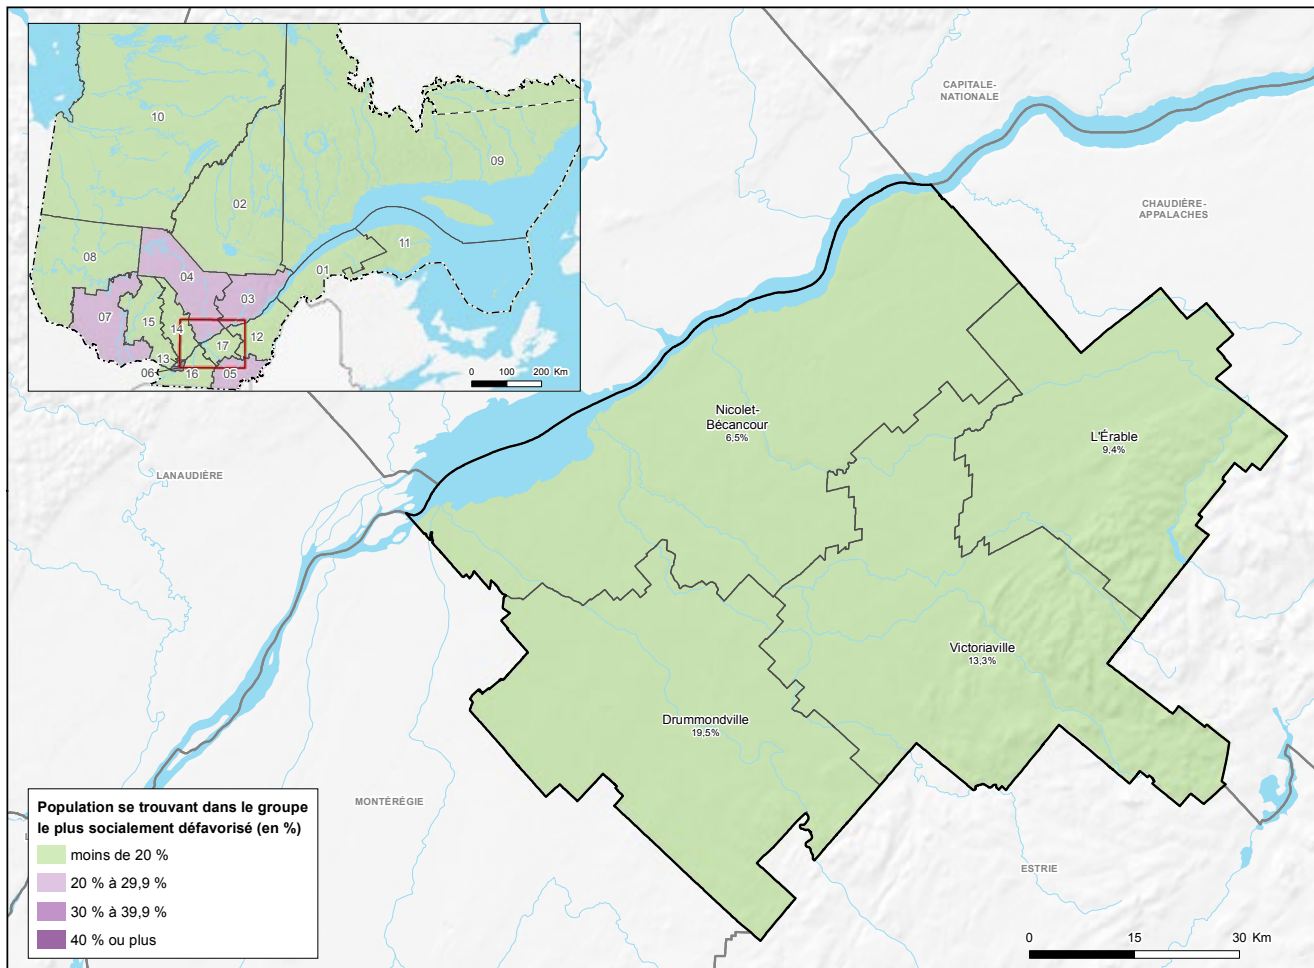 10
09
02
08
11
01
04
03
07
15
14
12
17
13
06
16
05
0 100 200 Km
CAPITALE-
NATIONALE
CHAUDIÈRE-
APPALACHES
LANAUDIÈRE
Nicolet-
Bécancour
6,5%
L'Érable
9,4%
Victoriaville
13,3%
Drummondville
19,5%
MONTÉRÉGIE
ESTRIE
Population se trouvant dans le groupe
le plus socialement défavorisé (en %)
moins de 20 %
20 % à 29,9 %
30 % à 39,9 %
40 % ou plus
0 15 30 Km